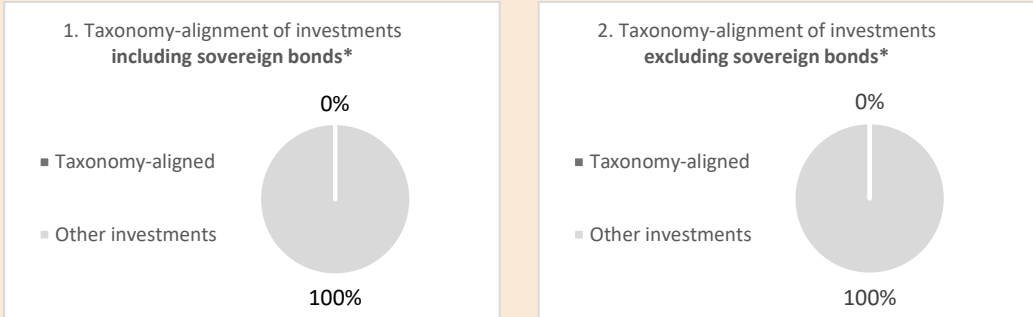 1. Taxonomy-alignment of investments
including sovereign bonds*
0%
Taxonomy-aligned
Other investments
100%
2. Taxonomy-alignment of investments
excluding sovereign bonds*
0%
Taxonomy-aligned
Other investments
100%